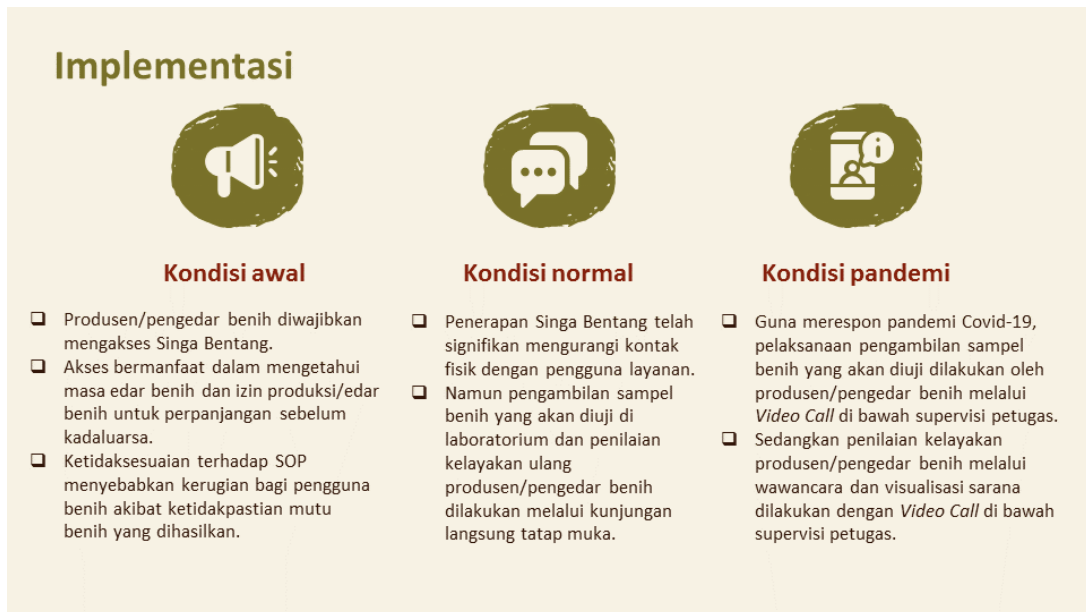 Implementasi
Kondisi awal
❑ Produsen/pengedar benih diwajibkan
mengakses Singa Bentang.
❑ Akses bermanfaat dalam mengetahui
masa edar benih dan izin produksi/edar
benih untuk perpanjangan sebelum
kadaluarsa.
❑ Ketidaksesuaian terhadap SOP
menyebabkan kerugian bagi pengguna
benih akibat ketidakpastian mutu
benih yang dihasilkan.
Kondisi normal
❑ Penerapan Singa Bentang telah
signifikan mengurangi kontak
fisik dengan pengguna layanan.
❑ Namun pengambilan sampel
benih yang akan diuji di
laboratorium dan penilaian
kelayakan ulang
produsen/pengedar benih
dilakukan melalui kunjungan
langsung tatap muka.
Kondisi pandemi
❑ Guna merespon pandemi Covid-19,
pelaksanaan pengambilan sampel
benih yang akan diuji dilakukan oleh
produsen/pengedar benih melalui
Video Call di bawah supervisi petugas.
❑ Sedangkan penilaian kelayakan
produsen/pengedar benih melalui
wawancara dan visualisasi sarana
dilakukan dengan Video Call di bawah
supervisi petugas.